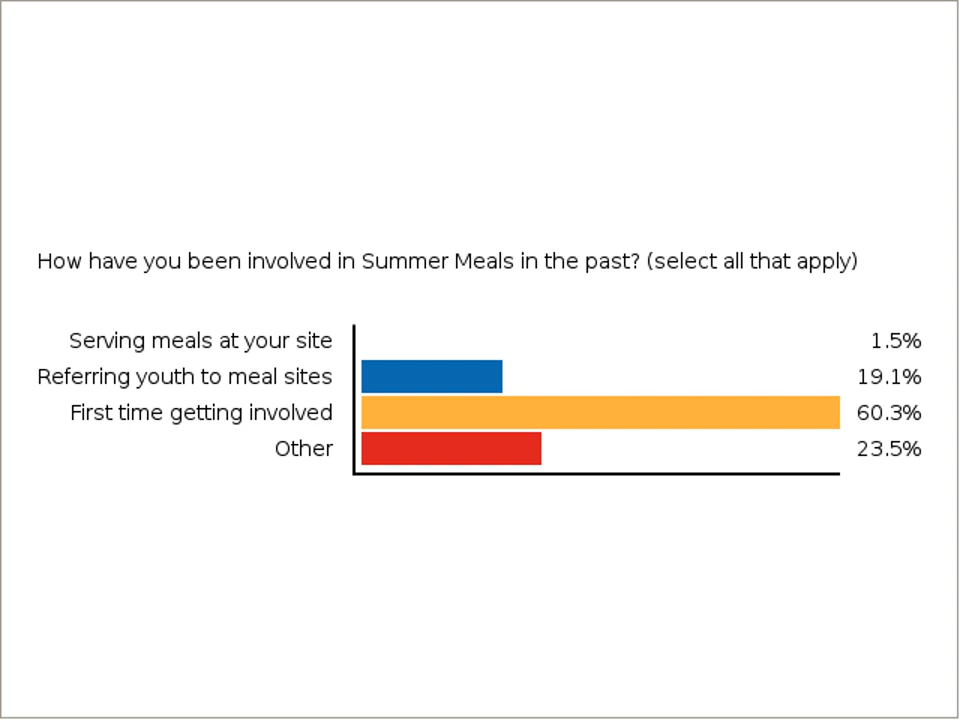 How have you been involved in Summer Meals in the past? (select all that apply)
Serving meals at your site 1.5%
Referring youth to meal sites 19.1%
First time getting involved 60.3%
Other 23.5%